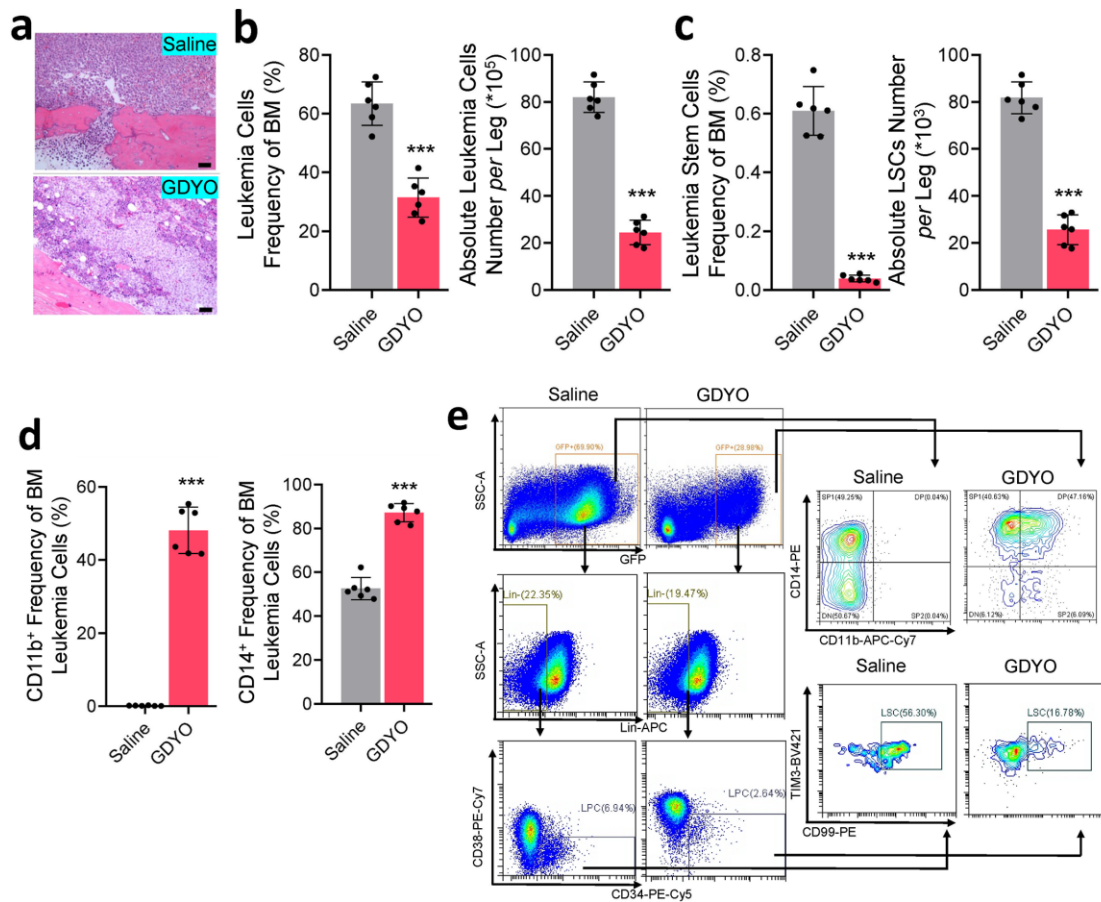 a
Saline
GDYO
b
Leukemia Cells
Frequency of BM (%)
80
60
40
20
0
***
Saline
GDYO
Absolute Leukemia Cells
Number per Leg (*10⁵)
100
80
60
40
20
0
***
Saline
GDYO
c
Leukemia Stem Cells
Frequency of BM (%)
0.8
0.6
0.4
0.2
0.0
***
Saline
GDYO
Absolute LSCs Number
per Leg (*10³)
100
80
60
40
20
0
***
Saline
GDYO
d
CD11b⁺ Frequency of BM
Leukemia Cells (%)
60
40
20
0
***
Saline
GDYO
CD14⁺ Frequency of BM
Leukemia Cells (%)
100
80
60
40
20
0
***
Saline
GDYO
e
Saline
GDYO
SSC-A
GFP+(69.90%)
GFP+(28.98%)
GFP
SSC-A
Lin-(22.35%)
Lin-(19.47%)
Lin-APC
CD38-PE-Cy7
LPC(6.94%)
LPC(2.64%)
CD34-PE-Cy5
Saline
GDYO
CD14-PE
SP1(49.25%)
DP(0.04%)
DN(50.67%)
SP2(0.04%)
SP1(40.63%)
DP(47.16%)
DN(6.12%)
SP2(6.09%)
CD11b-APC-Cy7
Saline
GDYO
TIM3-BV421
LSC(56.30%)
LSC(16.78%)
CD99-PE